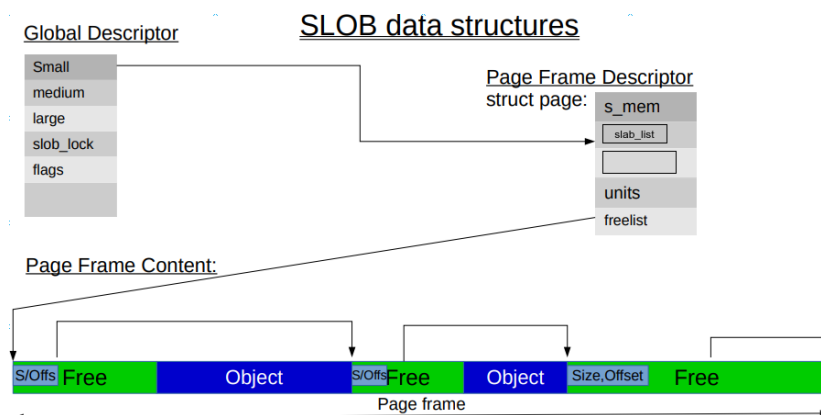 SLOB data structures
Global Descriptor
Small
medium
large
slob_lock
flags
Page Frame Descriptor
struct page:
s_mem
slab_list
units
freelist
Page Frame Content:
S/Offs Free Object S/Offs Free Object Size,Offset Free
Page frame